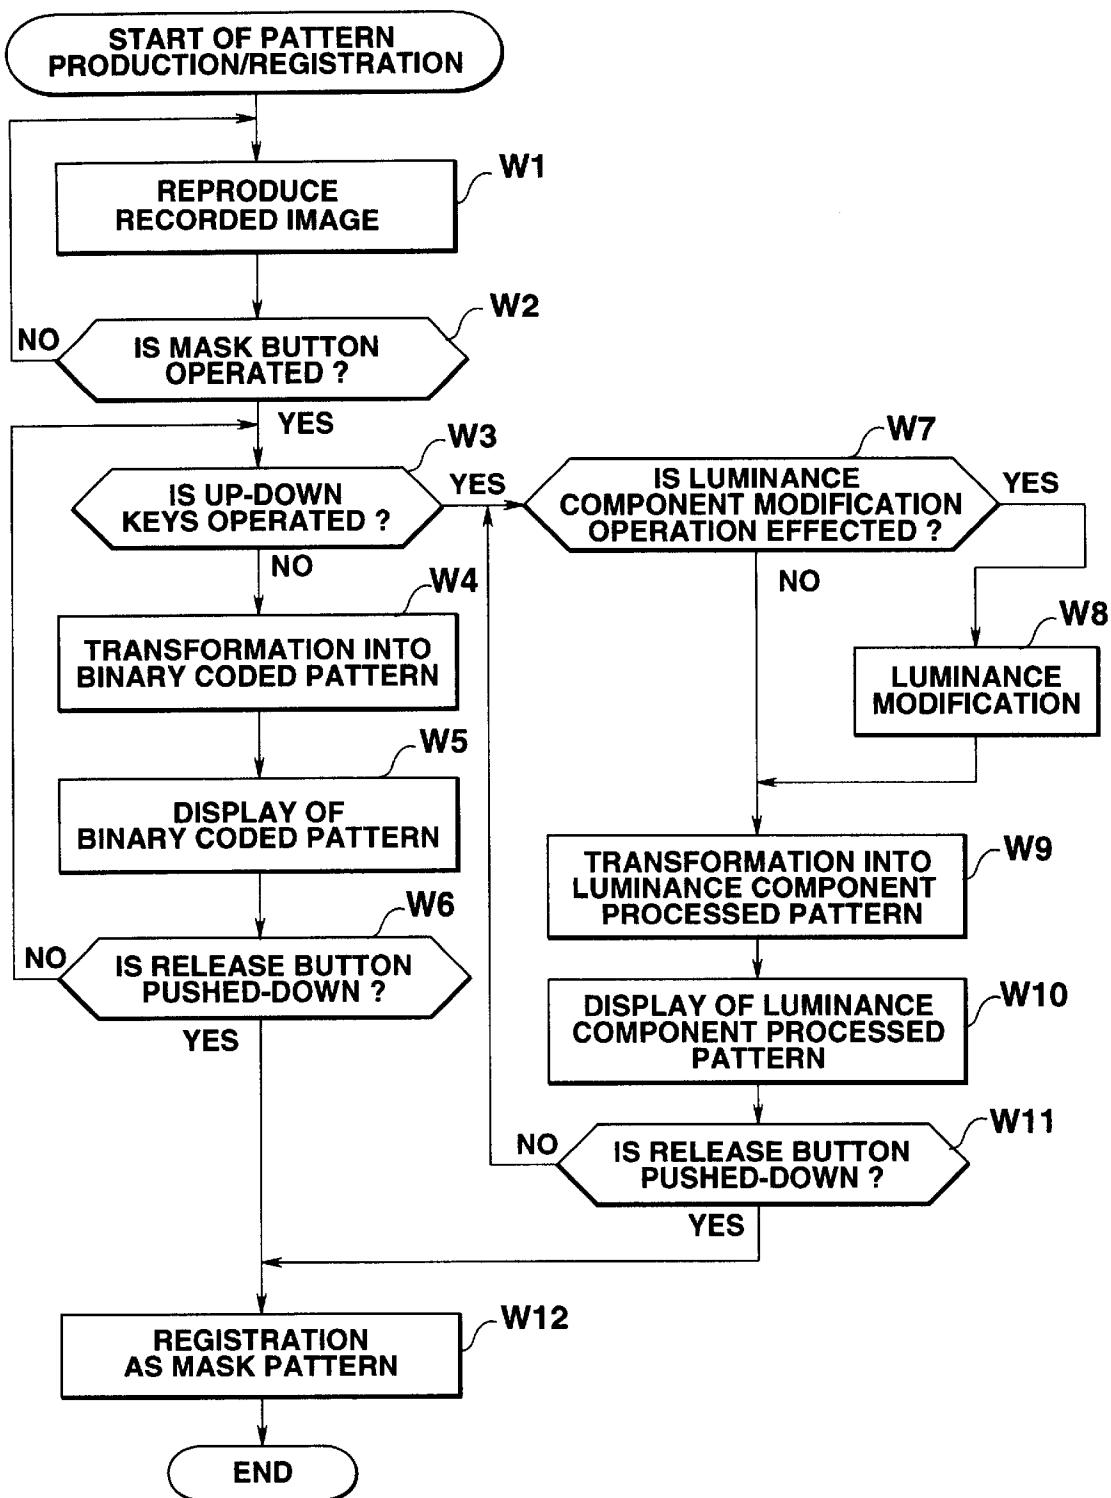 START OF PATTERN
PRODUCTION/REGISTRATION
W1
REPRODUCE
RECORDED IMAGE
W2
NO
IS MASK BUTTON
OPERATED ?
YES
W3
IS UP-DOWN
KEYS OPERATED ?
YES
NO
W7
IS LUMINANCE
COMPONENT MODIFICATION
OPERATION EFFECTED ?
YES
NO
W4
TRANSFORMATION INTO
BINARY CODED PATTERN
W8
LUMINANCE
MODIFICATION
W5
DISPLAY OF
BINARY CODED PATTERN
W9
TRANSFORMATION INTO
LUMINANCE COMPONENT
PROCESSED PATTERN
W6
NO
IS RELEASE BUTTON
PUSHED-DOWN ?
YES
W10
DISPLAY OF LUMINANCE
COMPONENT PROCESSED
PATTERN
W11
NO
IS RELEASE BUTTON
PUSHED-DOWN ?
YES
W12
REGISTRATION
AS MASK PATTERN
END